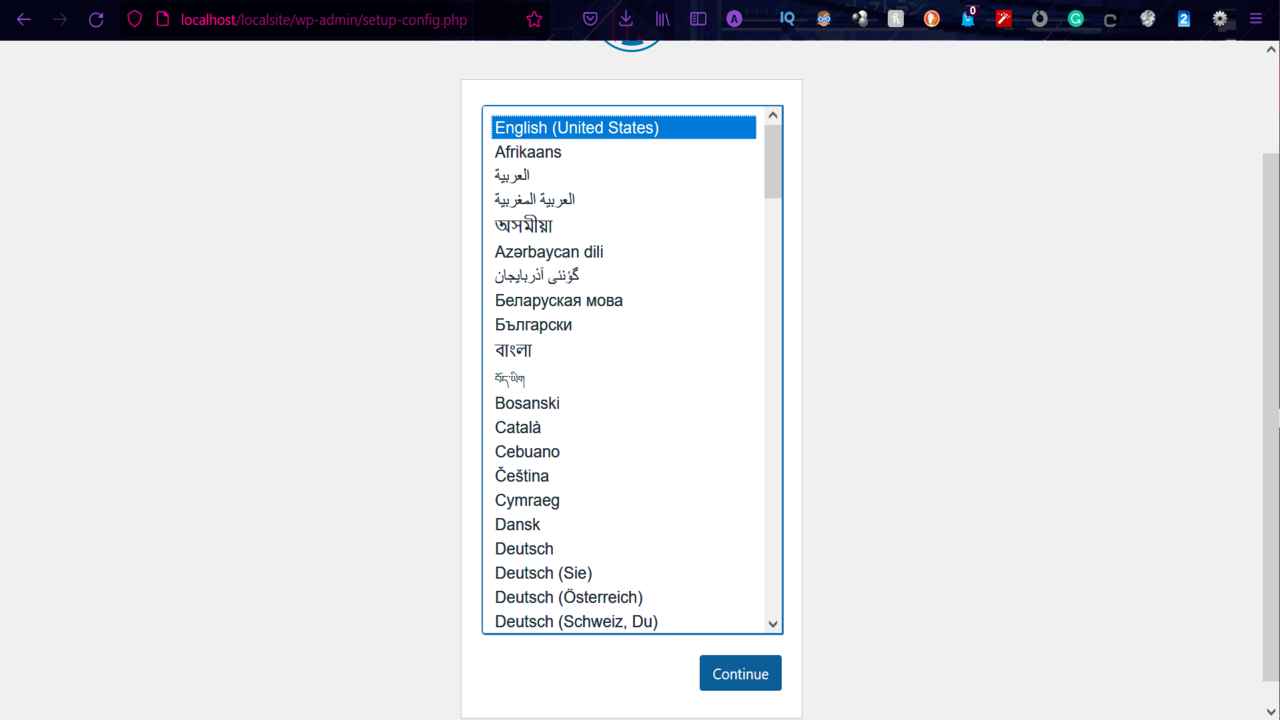 localhost/localsite/wp-admin/setup-config.php
A
IQ
0
2
English (United States)
Afrikaans
العربية
العربية المغربية
অসমীয়া
Azərbaycan dili
گؤنئی آذربایجان
Беларуская мова
Български
বাংলা
བོད་ཡིག
Bosanski
Català
Cebuano
Čeština
Cymraeg
Dansk
Deutsch
Deutsch (Sie)
Deutsch (Österreich)
Deutsch (Schweiz, Du)
Continue